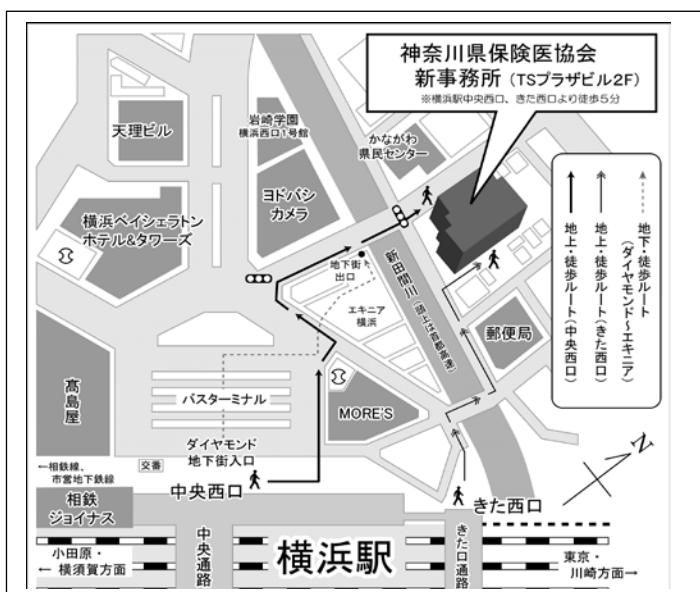 神奈川県保険医協会
新事務所（TSプラザビル2F）
※横浜駅中央西口、きた西口より徒歩5分
天理ビル
岩崎学園
横浜西口1号館
かながわ
県民センター
ヨドバシ
カメラ
横浜ベイシェラトン
ホテル&タワーズ
地下街
出口
新田間川（頭上は首都高速）
エキニア
横浜
郵便局
地上・徒歩ルート（中央西口）
地上・徒歩ルート（きた西口）
地下・徒歩ルート
（ダイヤモンド～エキニア）
髙島屋
バスターミナル
MORE'S
ダイヤモンド
地下街入口
←相鉄線、
市営地下鉄線
交番
中央西口
きた西口
N
相鉄
ジョイナス
中央通路
横浜駅
きた口通路
小田原・
← 横須賀方面
東京・
川崎方面→